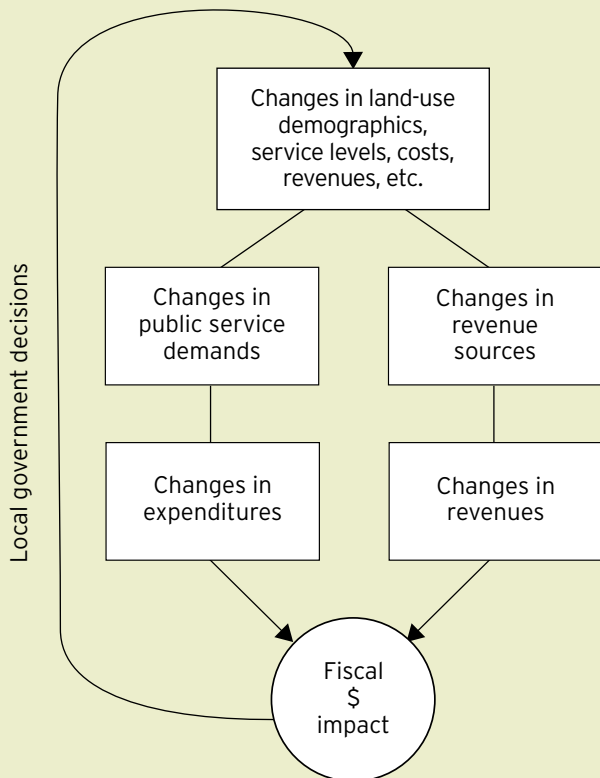 Changes in land-use
demographics,
service levels, costs,
revenues, etc.
Changes in
public service
demands
Changes in
revenue
sources
Changes in
expenditures
Changes in
revenues
Fiscal
$
impact
Local government decisions